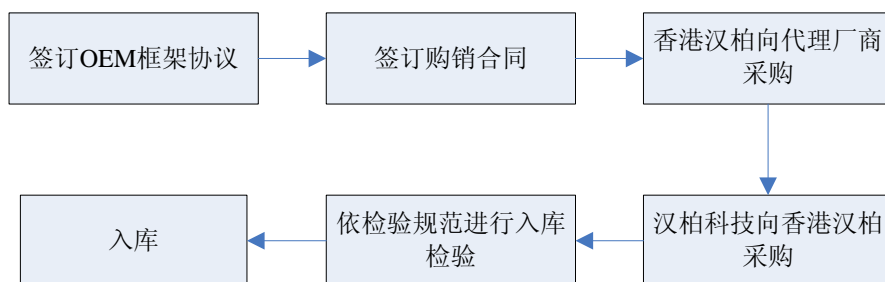 签订OEM框架协议
签订购销合同
香港汉柏向代理厂商
采购
汉柏科技向香港汉柏
采购
依检验规范进行入库
检验
入库